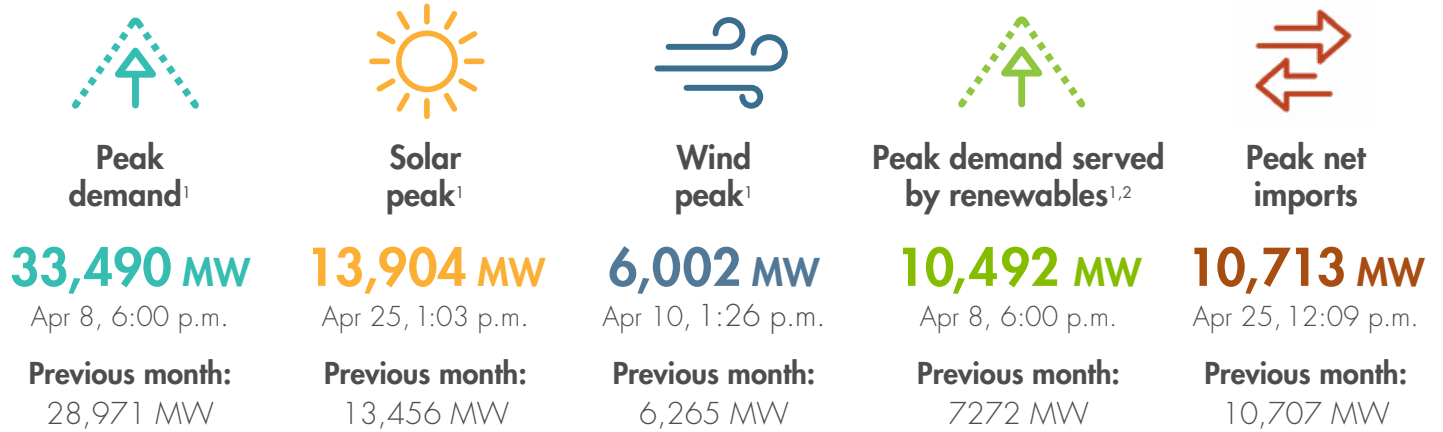 Peak
demand¹
33,490 MW
Apr 8, 6:00 p.m.
Previous month:
28,971 MW
Solar
peak¹
13,904 MW
Apr 25, 1:03 p.m.
Previous month:
13,456 MW
Wind
peak¹
6,002 MW
Apr 10, 1:26 p.m.
Previous month:
6,265 MW
Peak demand served
by renewables¹,²
10,492 MW
Apr 8, 6:00 p.m.
Previous month:
7272 MW
Peak net
imports
10,713 MW
Apr 25, 12:09 p.m.
Previous month:
10,707 MW